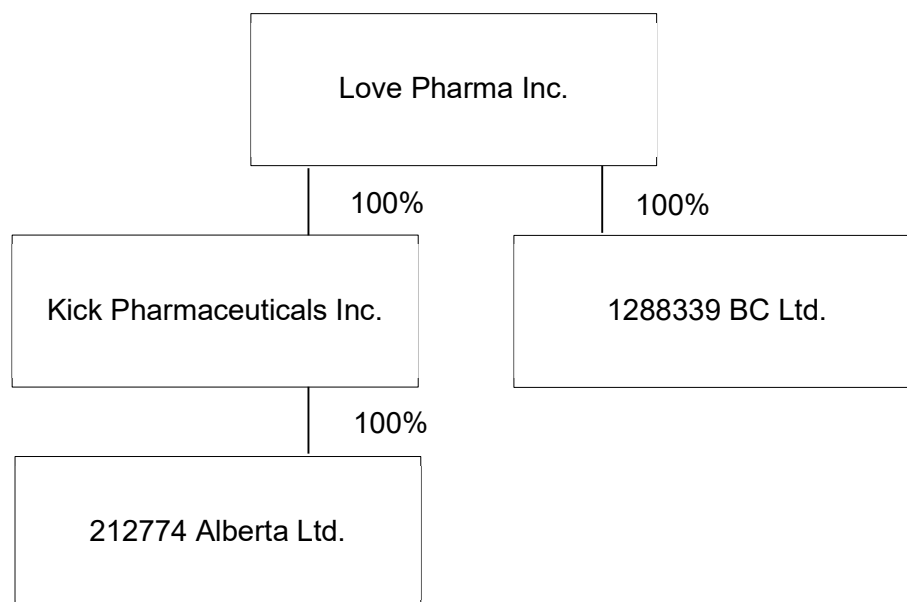 Love Pharma Inc.
100%
100%
Kick Pharmaceuticals Inc.
1288339 BC Ltd.
100%
212774 Alberta Ltd.